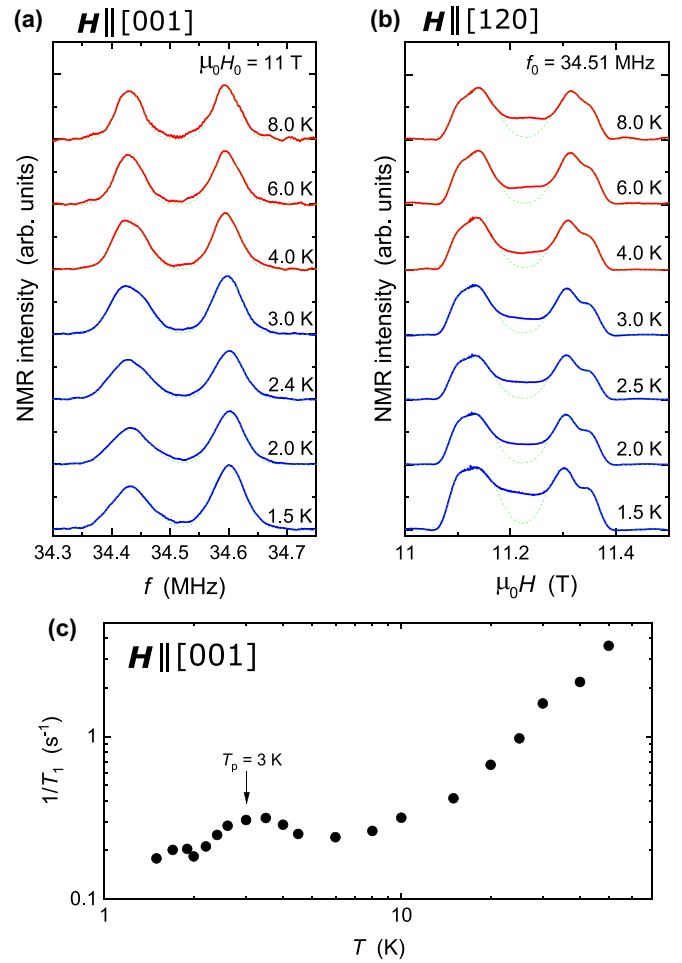 (a) H || [001]
μ₀H₀ = 11 T
8.0 K
6.0 K
4.0 K
3.0 K
2.4 K
2.0 K
1.5 K
NMR intensity (arb. units)
34.3 34.4 34.5 34.6 34.7
f (MHz)
(b) H || [120]
f₀ = 34.51 MHz
8.0 K
6.0 K
4.0 K
3.0 K
2.5 K
2.0 K
1.5 K
NMR intensity (arb. units)
11 11.2 11.4
μ₀H (T)
(c)
H || [001]
Tₚ = 3 K
1/T₁ (s⁻¹)
1
0.1
1 10
T (K)